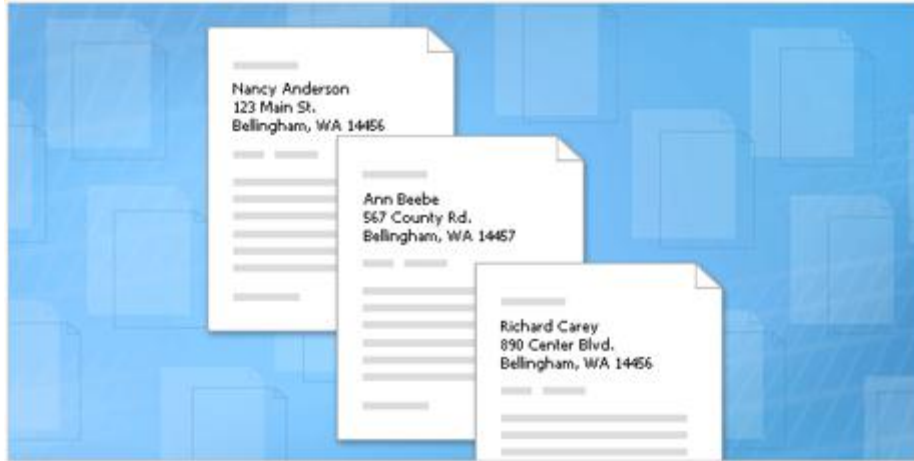 Nancy Anderson
123 Main St.
Bellingham, WA 14456
Ann Beebe
567 County Rd.
Bellingham, WA 14457
Richard Carey
890 Center Blvd.
Bellingham, WA 14456